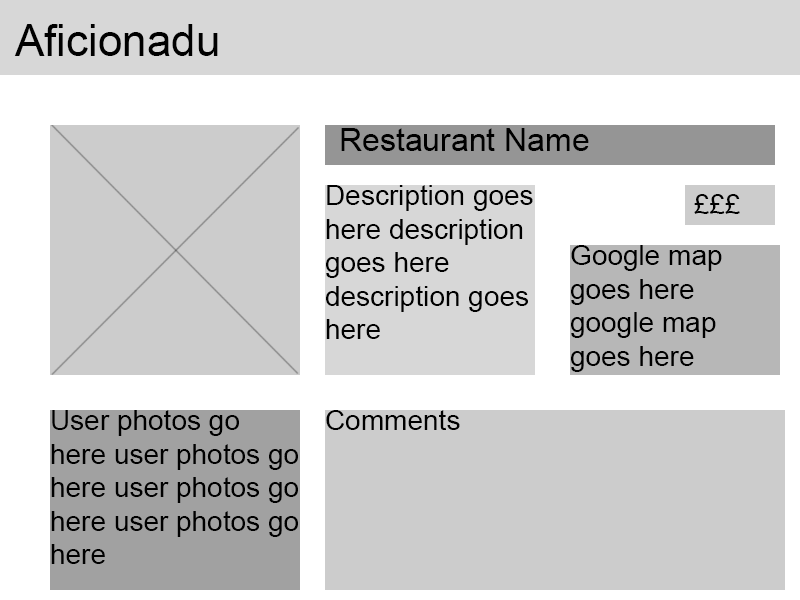 Aficionadu
Restaurant Name
Description goes
here description
goes here
description goes
here
£££
Google map
goes here
google map
goes here
User photos go
here user photos go
here user photos go
here user photos go
here
Comments